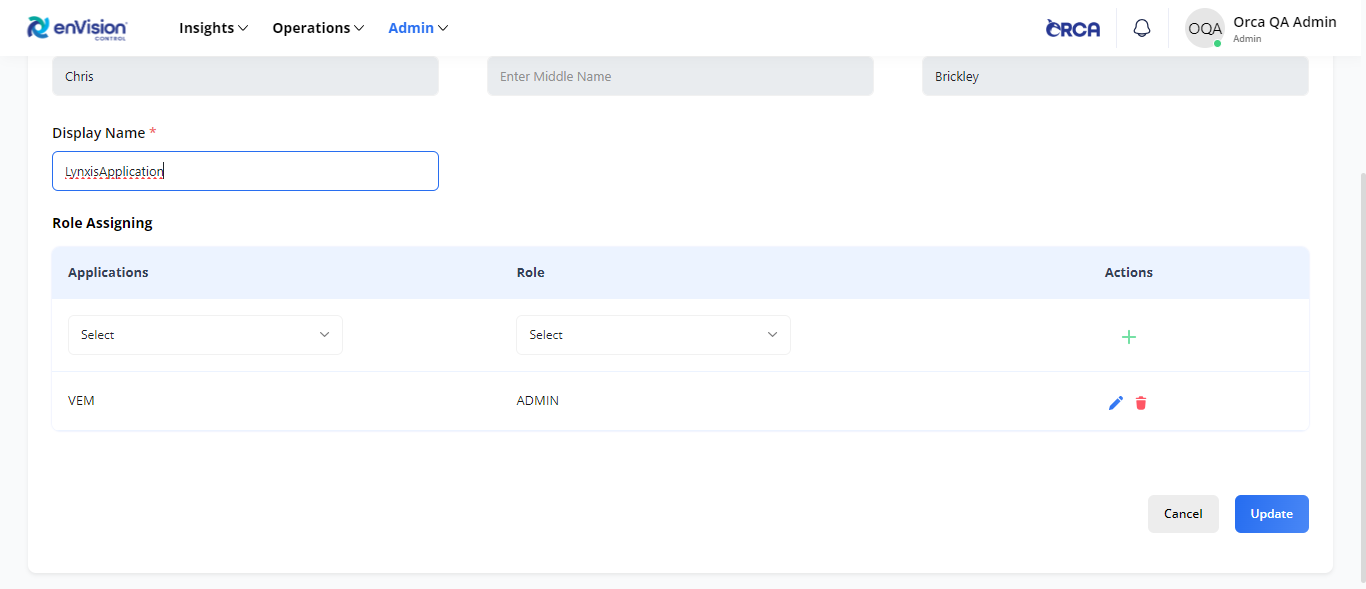 enVision CONTROL Insights Operations Admin ORCA OQA Orca QA Admin
Admin
Chris Enter Middle Name Brickley
Display Name *
LynxisApplication
Role Assigning
Applications Role Actions
Select Select
VEM ADMIN
Cancel Update